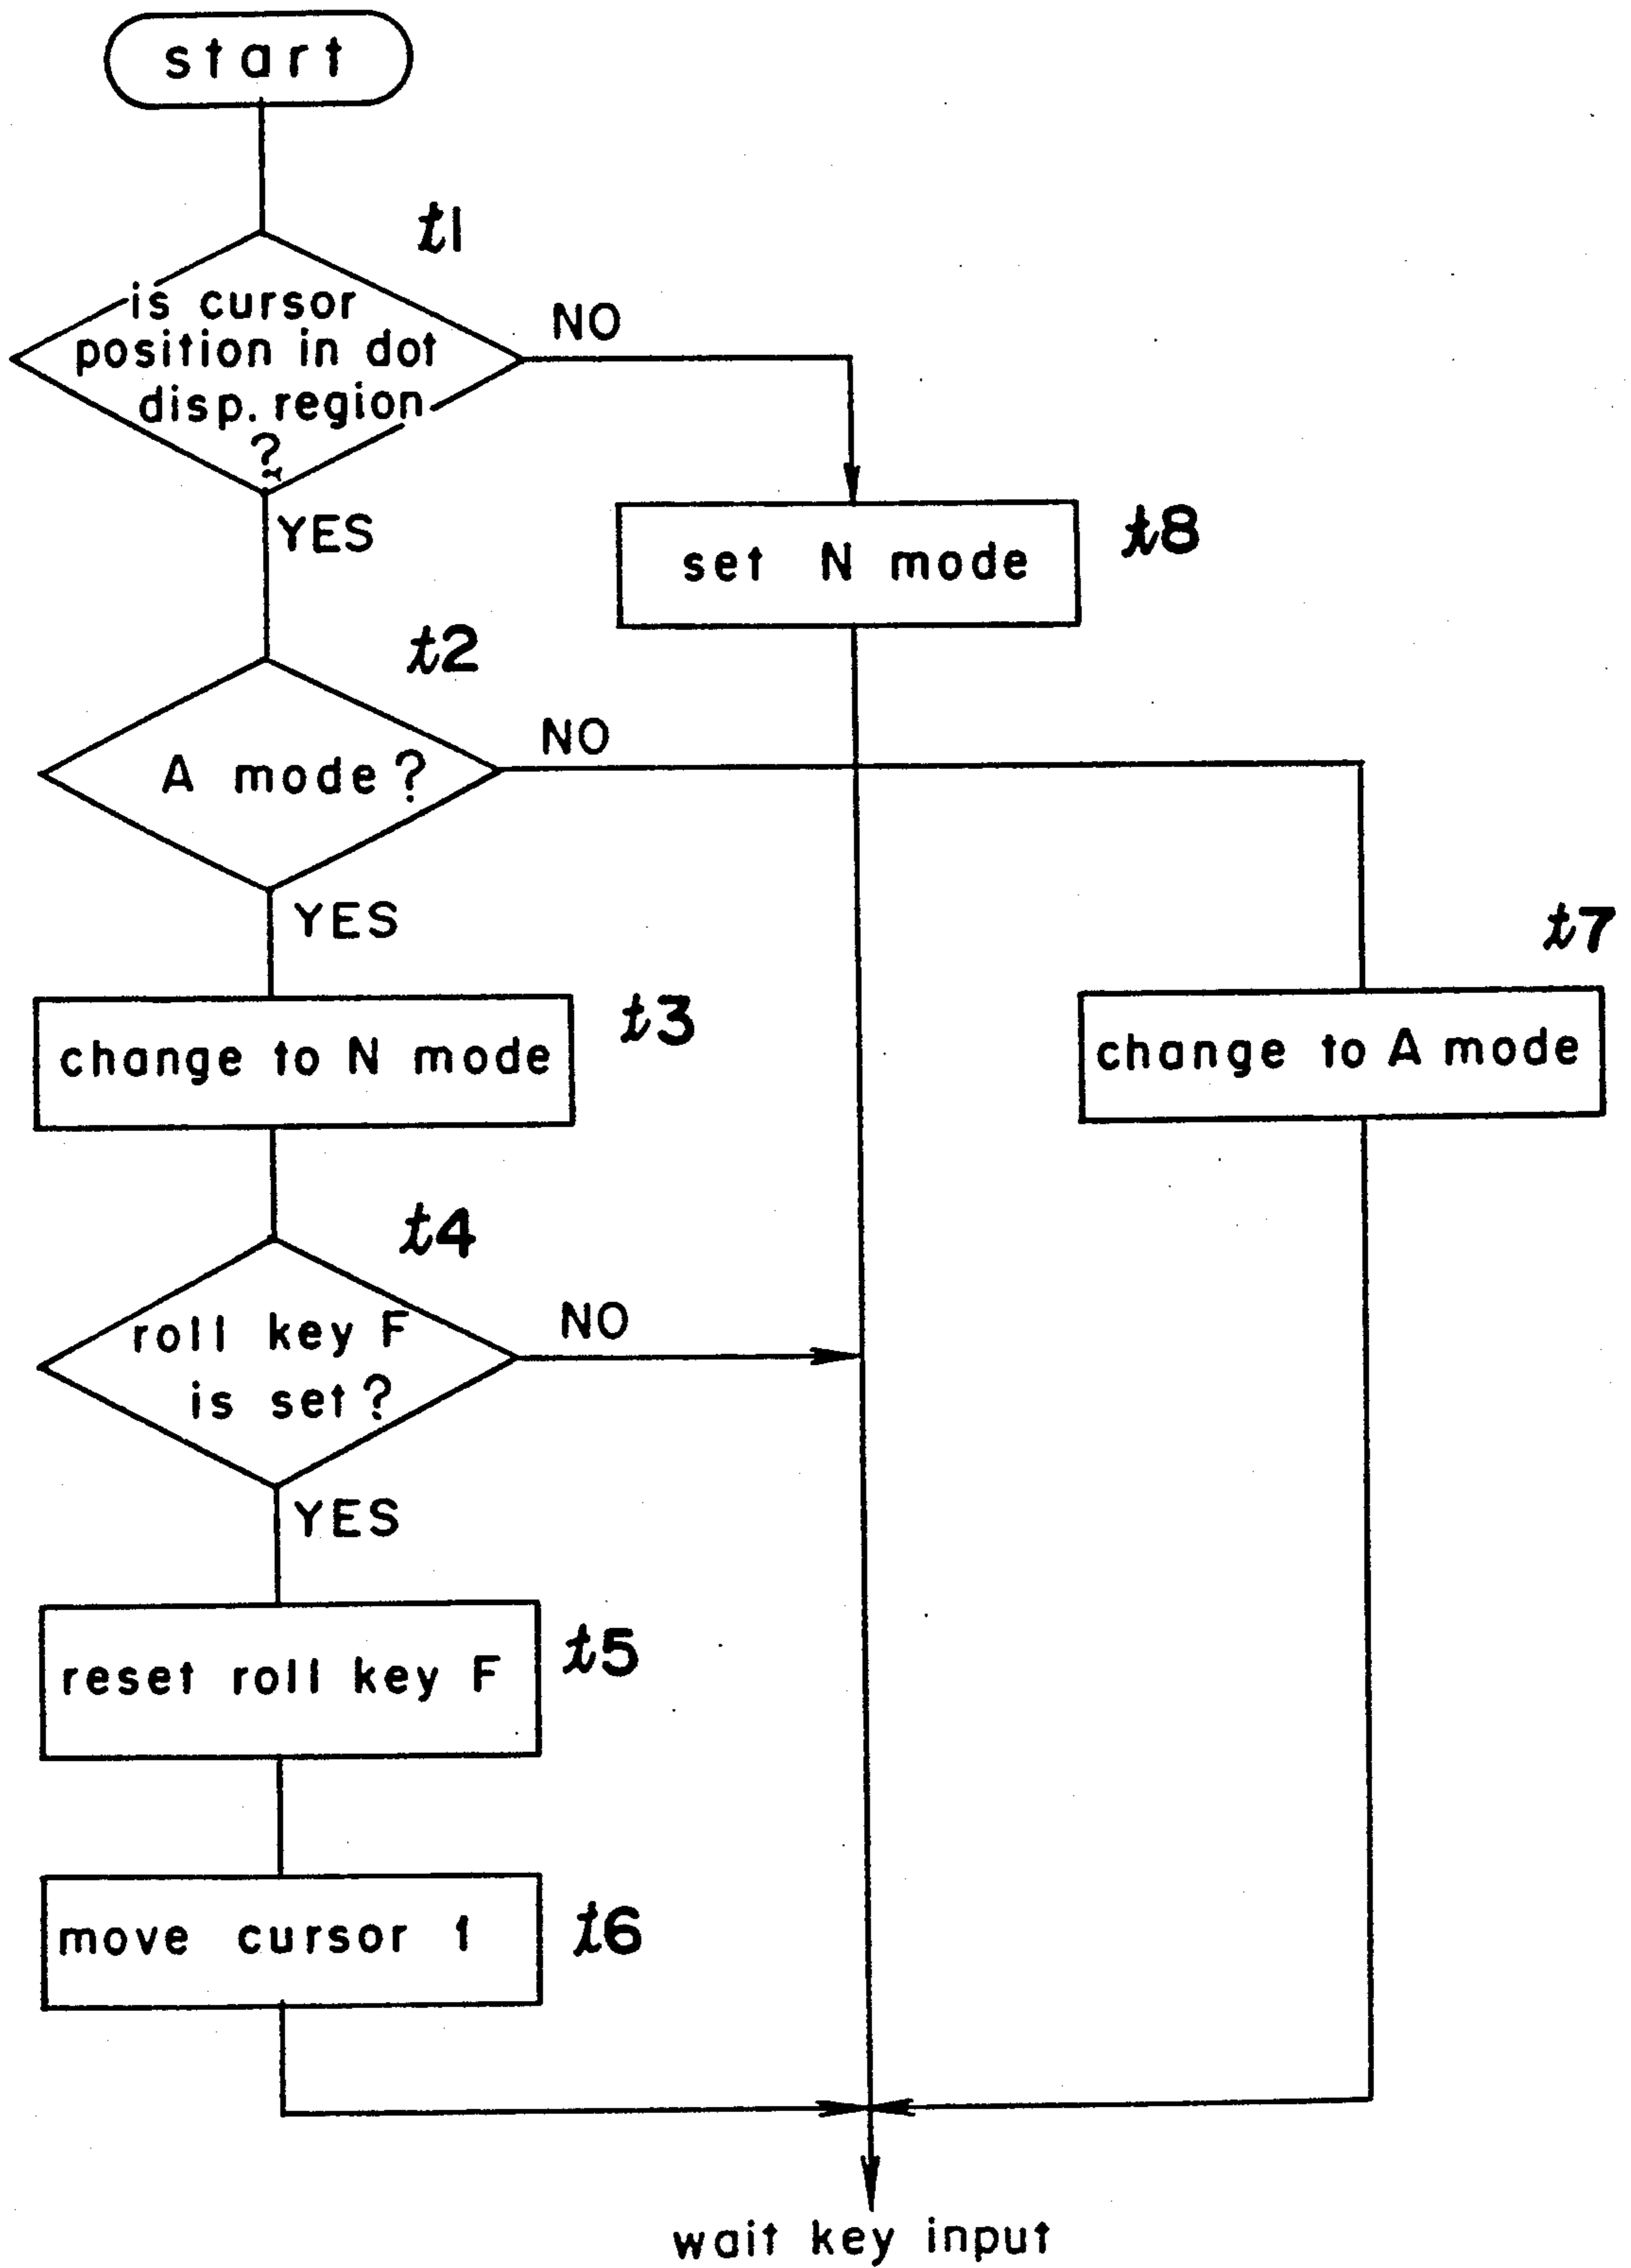 start
t1
is cursor
position in dot
disp. region
?
NO
YES
set N mode
t8
t2
A mode?
NO
YES
change to N mode
t3
t7
change to A mode
t4
roll key F
is set?
NO
YES
reset roll key F
t5
move cursor 1
t6
wait key input